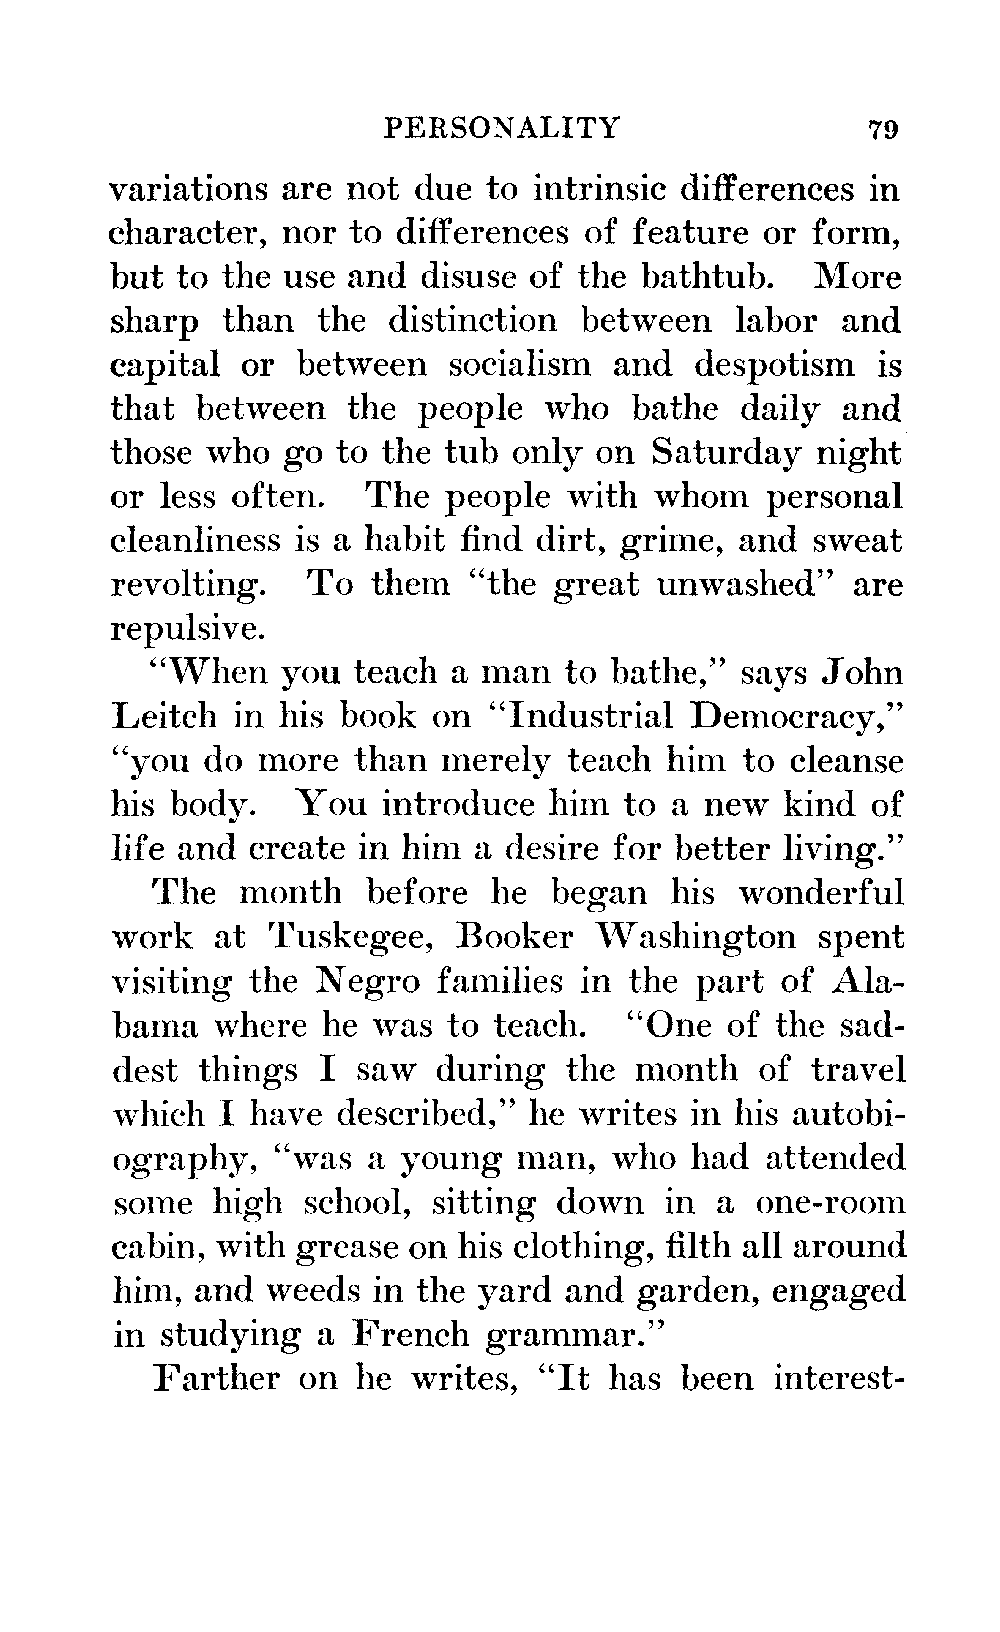 PERSONALITY 79
variations are not due to intrinsic differences in
character, nor to differences of feature or form,
but to the use and disuse of the bathtub. More
sharp than the distinction between labor and
capital or between socialism and despotism is
that between the people who bathe daily and
those who go to the tub only on Saturday night
or less often. The people with whom personal
cleanliness is a habit find dirt, grime, and sweat
revolting. To them “the great unwashed” are
repulsive.
“When you teach a man to bathe,” says John
Leitch in his book on “Industrial Democracy,”
“you do more than merely teach him to cleanse
his body. You introduce him to a new kind of
life and create in him a desire for better living.”
The month before he began his wonderful
work at Tuskegee, Booker Washington spent
visiting the Negro families in the part of Ala-
bama where he was to teach. “One of the sad-
dest things I saw during the month of travel
which I have described,” he writes in his autobi-
ography, “was a young man, who had attended
some high school, sitting down in a one-room
cabin, with grease on his clothing, filth all around
him, and weeds in the yard and garden, engaged
in studying a French grammar.”
Farther on he writes, “It has been interest-